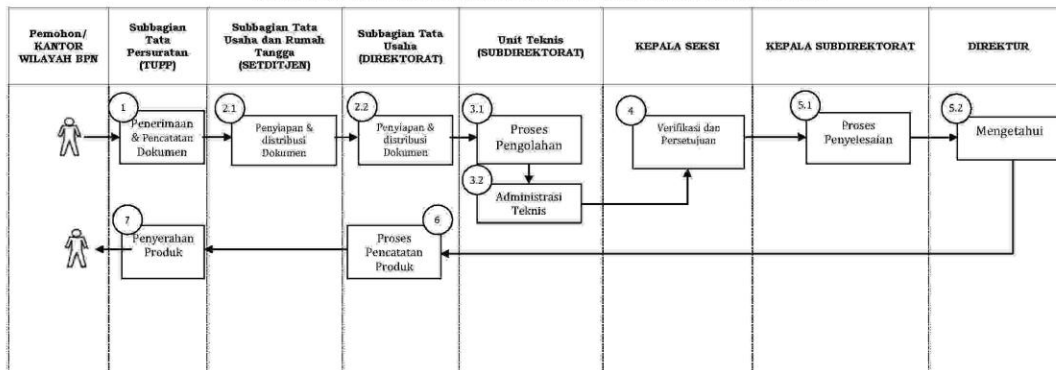 Pemohon/
KANTOR
WILAYAH BPN
Subbagian
Tata
Persuratan
(TUPP)
Subbagian Tata
Usaha dan Rumah
Tangga
(SETDITJEN)
Subbagian Tata
Usaha
(DIREKTORAT)
Unit Teknis
(SUBDIREKTORAT)
KEPALA SEKSI
KEPALA SUBDIREKTORAT
DIREKTUR
1
Penerimaan
& Pencatatan
Dokumen
2.1
Penyiapan &
distribusi
Dokumen
2.2
Penyiapan &
distribusi
Dokumen
3.1
Proses
Pengolahan
3.2
Administrasi
Teknis
4
Verifikasi dan
Persetujuan
5.1
Proses
Penyelesaian
5.2
Mengetahui
7
Penyerahan
Produk
6
Proses
Pencatatan
Produk